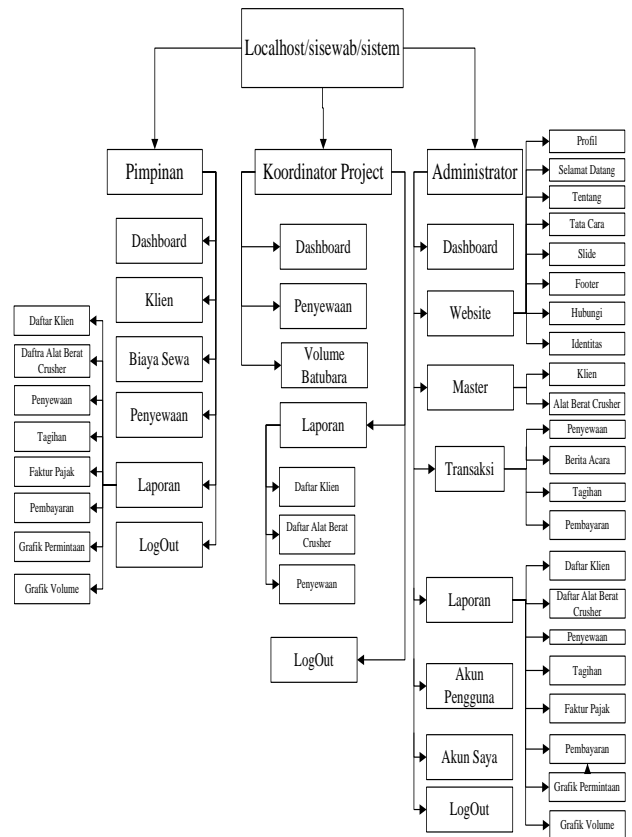 Localhost/sisewab/sistem
Pimpinan
Dashboard
Klien
Biaya Sewa
Penyewaan
Laporan
LogOut
Daftar Klien
Daftra Alat Berat
Crusher
Penyewaan
Tagihan
Faktur Pajak
Pembayaran
Grafik Permintaan
Grafik Volume
Koordinator Project
Dashboard
Penyewaan
Volume
Batubara
Laporan
Daftar Klien
Daftar Alat Berat
Crusher
Penyewaan
LogOut
Administrator
Dashboard
Website
Profil
Selamat Datang
Tentang
Tata Cara
Slide
Footer
Hubungi
Identitas
Master
Klien
Alat Berat Crusher
Transaksi
Penyewaan
Berita Acara
Tagihan
Pembayaran
Laporan
Daftar Klien
Daftar Alat Berat
Crusher
Penyewaan
Tagihan
Faktur Pajak
Pembayaran
Grafik Permintaan
Grafik Volume
Akun
Pengguna
Akun Saya
LogOut